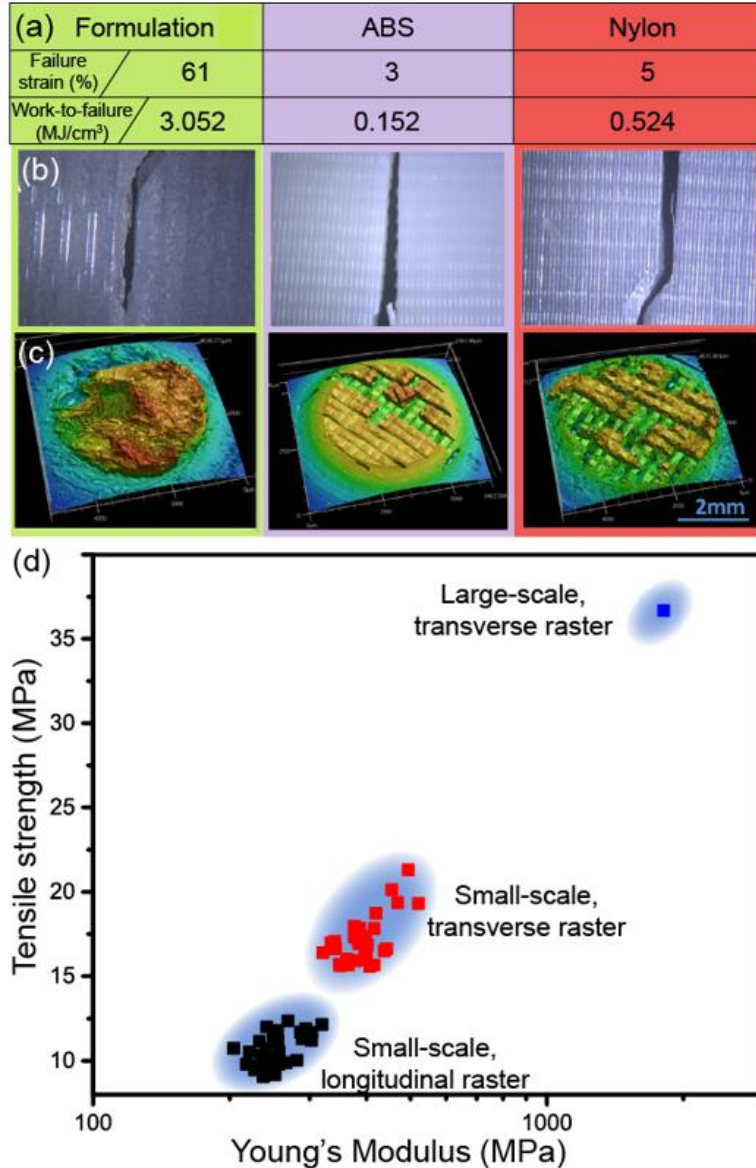 (a) Formulation ABS Nylon
Failure strain (%) 61 3 5
Work-to-failure (MJ/cm³) 3.052 0.152 0.524
(b)
(c)
2mm
(d)
Large-scale,
transverse raster
Small-scale,
transverse raster
Small-scale,
longitudinal raster
Tensile strength (MPa)
35
30
25
20
15
10
100 1000
Young's Modulus (MPa)